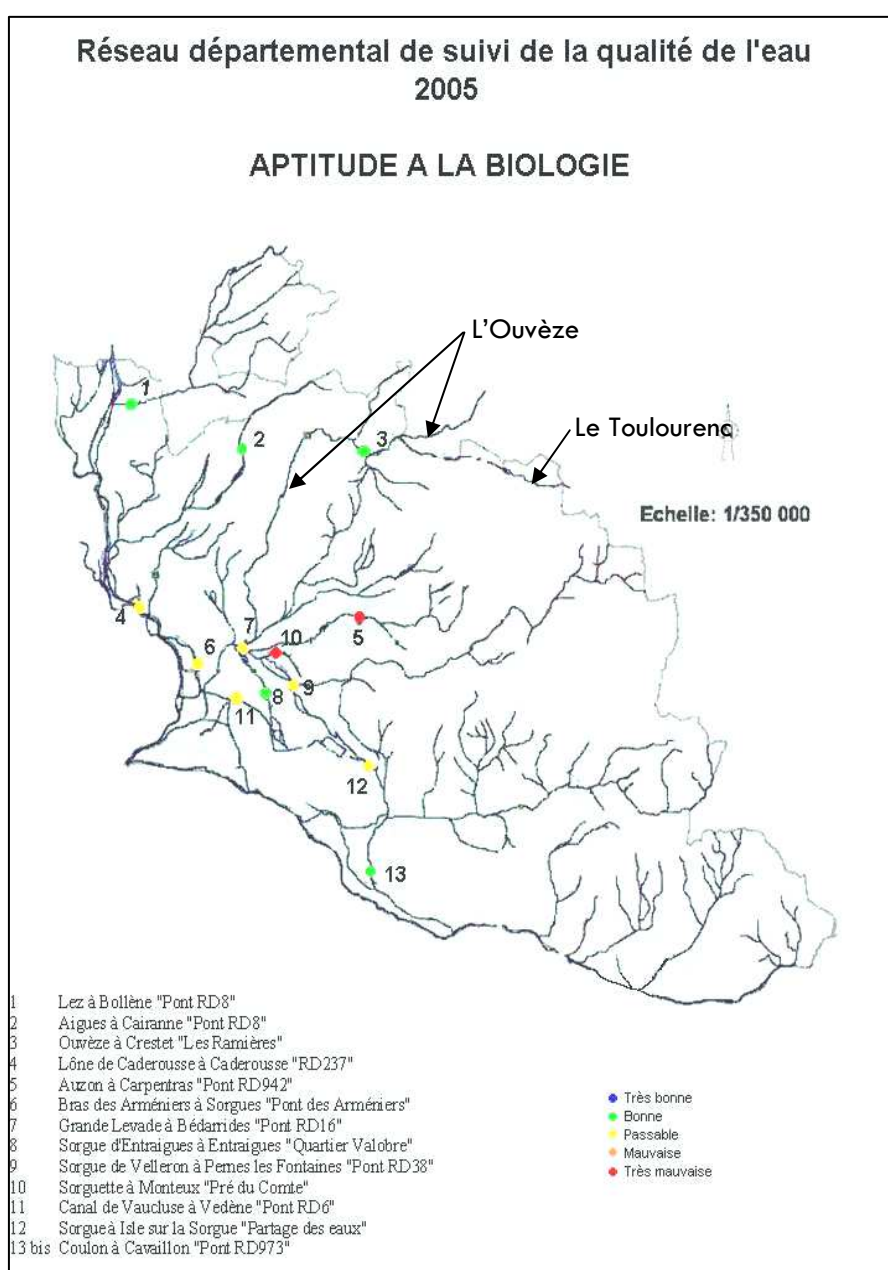 Réseau départemental de suivi de la qualité de l'eau
2005
APTITUDE A LA BIOLOGIE
L'Ouvèze
1
2
3
Le Toulourenc
Echelle: 1/350 000
4
5
6
7
10
8
9
11
12
13
1 Lez à Bollène "Pont RD8"
2 Aigues à Cairanne "Pont RD8"
3 Ouvèze à Crestet "Les Ramières"
4 Lône de Caderousse à Caderousse "RD237"
5 Auzon à Carpentras "Pont RD942"
6 Bras des Arméniers à Sorgues "Pont des Arméniers"
7 Grande Levade à Bédarrides "Pont RD16"
8 Sorgue d'Entraigues à Entraigues "Quartier Valobre"
9 Sorgue de Velleron à Pernes les Fontaines "Pont RD38"
10 Sorguette à Monteux "Pré du Comte"
11 Canal de Vaucluse à Vedène "Pont RD6"
12 Sorgue à Isle sur la Sorgue "Partage des eaux"
13 bis Coulon à Cavaillon "Pont RD973"
Très bonne
Bonne
Passable
Mauvaise
Très mauvaise